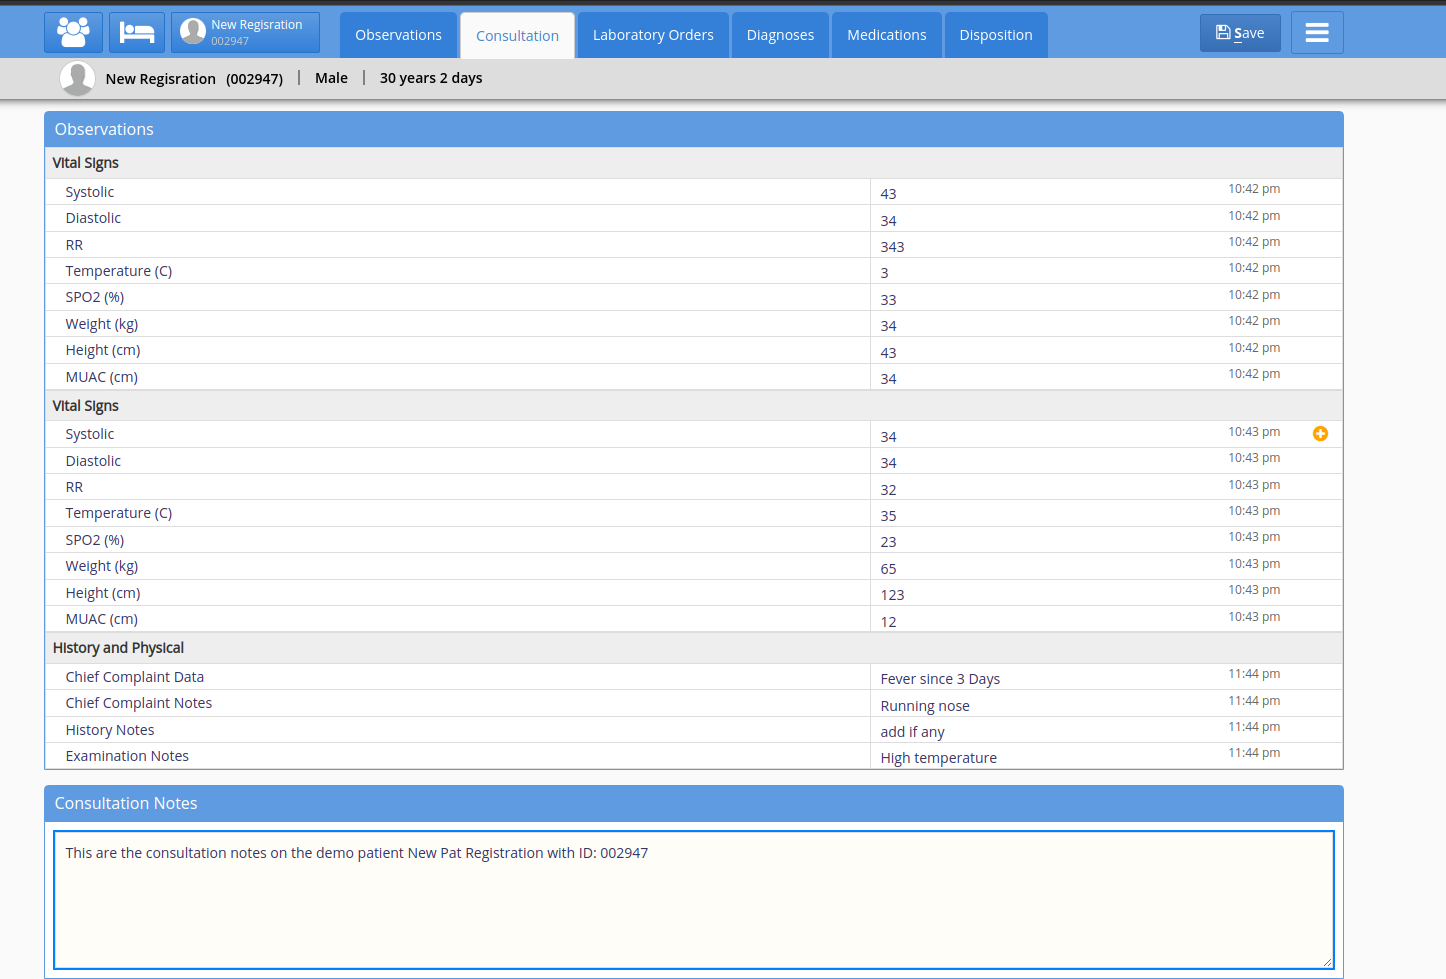 New Regisration
002947
Observations Consultation Laboratory Orders Diagnoses Medications Disposition Save
New Regisration (002947) | Male | 30 years 2 days
Observations
Vital Signs
Systolic 43 10:42 pm
Diastolic 34 10:42 pm
RR 343 10:42 pm
Temperature (C) 3 10:42 pm
SPO2 (%) 33 10:42 pm
Weight (kg) 34 10:42 pm
Height (cm) 43 10:42 pm
MUAC (cm) 34 10:42 pm
Vital Signs
Systolic 34 10:43 pm
Diastolic 34 10:43 pm
RR 32 10:43 pm
Temperature (C) 35 10:43 pm
SPO2 (%) 23 10:43 pm
Weight (kg) 65 10:43 pm
Height (cm) 123 10:43 pm
MUAC (cm) 12 10:43 pm
History and Physical
Chief Complaint Data Fever since 3 Days 11:44 pm
Chief Complaint Notes Running nose 11:44 pm
History Notes add if any 11:44 pm
Examination Notes High temperature 11:44 pm
Consultation Notes
This are the consultation notes on the demo patient New Pat Registration with ID: 002947